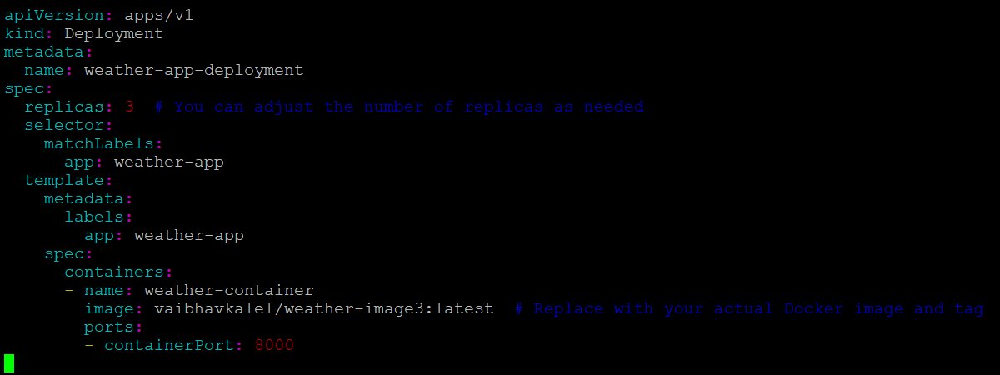 apiVersion: apps/v1
kind: Deployment
metadata:
  name: weather-app-deployment
spec:
  replicas: 3  # You can adjust the number of replicas as needed
  selector:
    matchLabels:
      app: weather-app
  template:
    metadata:
      labels:
        app: weather-app
    spec:
      containers:
      - name: weather-container
        image: vaibhavkalel/weather-image3:latest  # Replace with your actual Docker image and tag
        ports:
        - containerPort: 8000